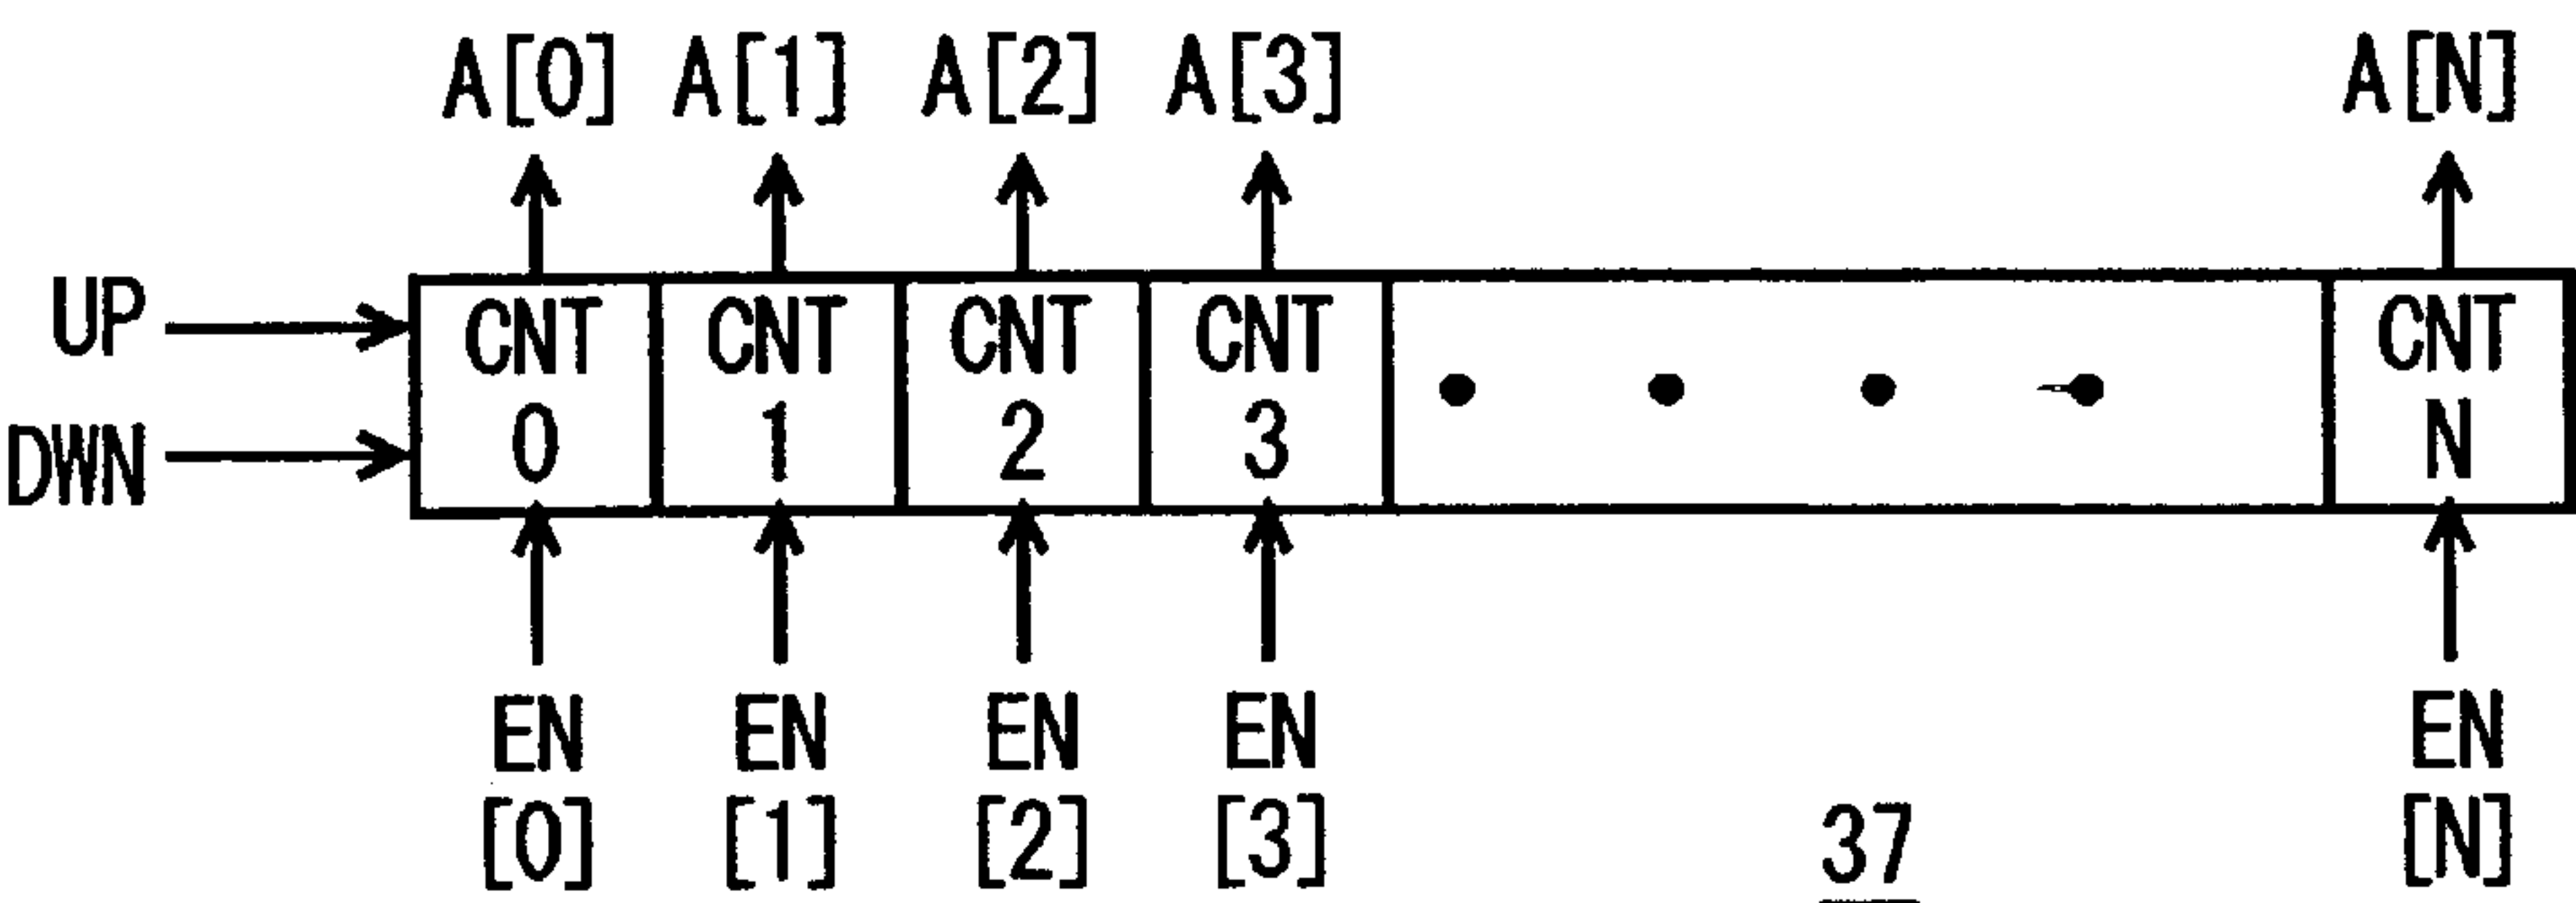 A[0] A[1] A[2] A[3] A[N]
UP
CNT CNT CNT CNT CNT
0 1 2 3 N
DWN
EN EN EN EN EN
[0] [1] [2] [3] [N]
37